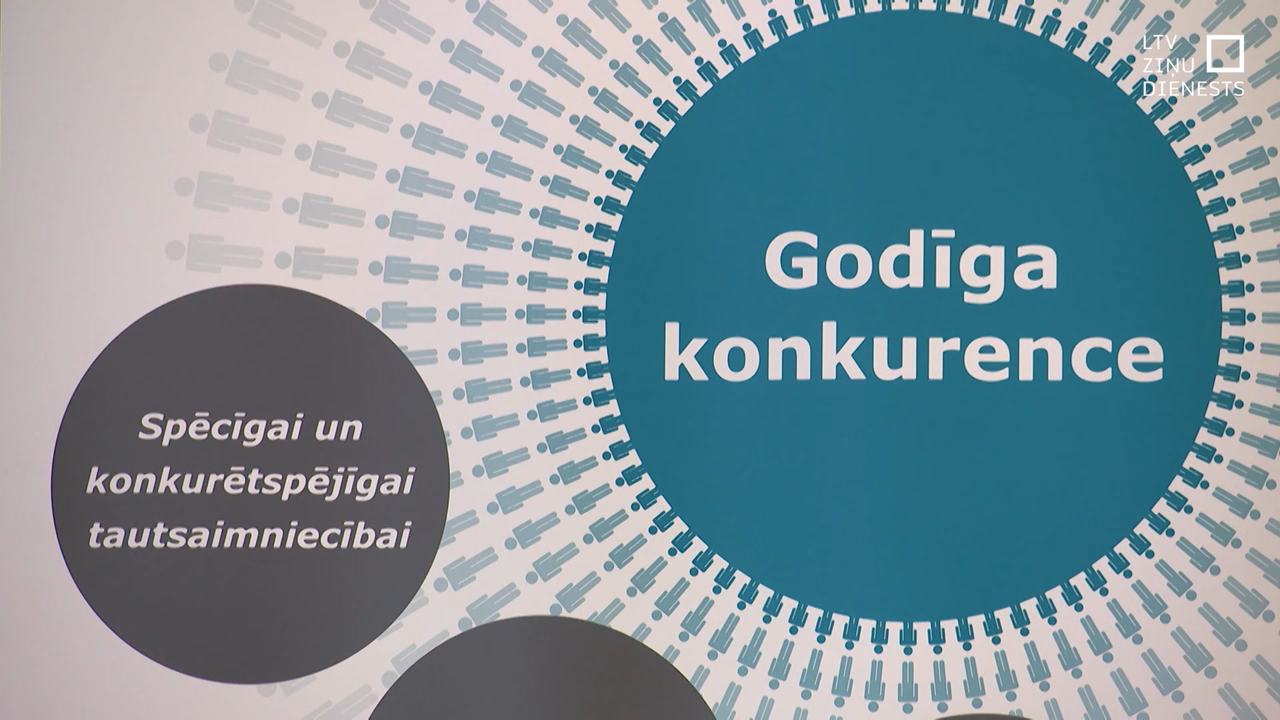 LTV
ZIŅU
DIENESTS
Godīga
konkurence
Spēcīgai un
konkurētspējīgai
tautsaimniecībai